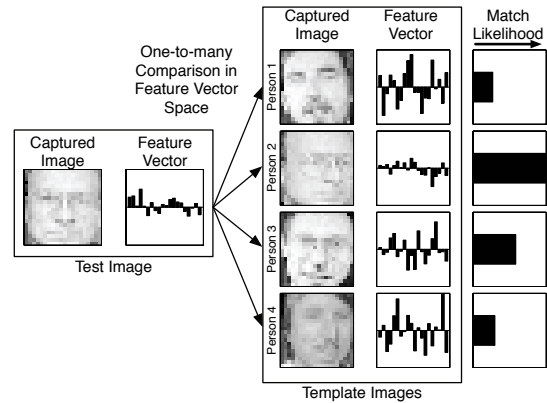 Captured
Image
Feature
Vector
Match
Likelihood
One-to-many
Comparison in
Feature Vector
Space
Person 1
Person 2
Person 3
Person 4
Captured
Image
Feature
Vector
Test Image
Template Images